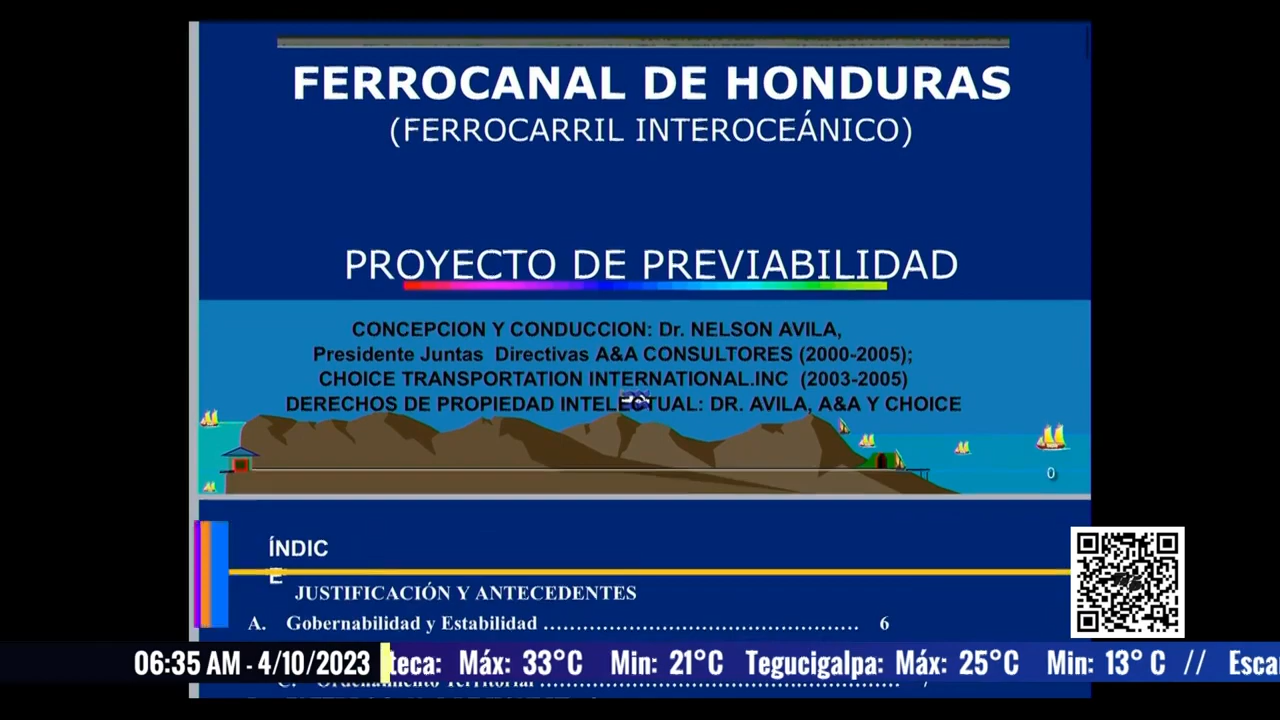 FERROCANAL DE HONDURAS
(FERROCARRIL INTEROCEÁNICO)
PROYECTO DE PREVIABILIDAD
CONCEPCION Y CONDUCCION: Dr. NELSON AVILA,
Presidente Juntas Directivas A&A CONSULTORES (2000-2005);
CHOICE TRANSPORTATION INTERNATIONAL.INC (2003-2005)
DERECHOS DE PROPIEDAD INTELECTUAL: DR. AVILA, A&A Y CHOICE
0
ÍNDIC
E
JUSTIFICACIÓN Y ANTECEDENTES
A. Gobernabilidad y Estabilidad ............................................................ 6
06:35 AM - 4/10/2023 teca: Máx: 33°C Min: 21°C Tegucigalpa: Máx: 25°C Min: 13° C // Esca
C. Ordenamiento Territorial